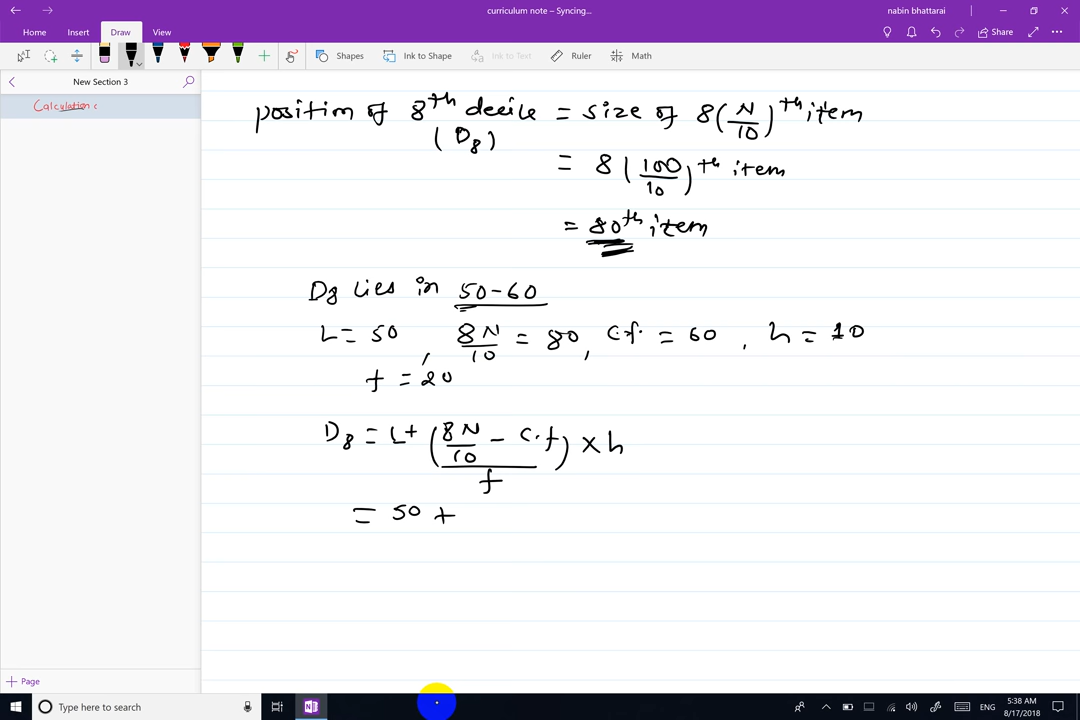 curriculum note – Syncing...
nabin bhattarai
Home Insert Draw View
Share
Shapes Ink to Shape Ink to Text Ruler Math
New Section 3
Calculation
position of 8th decile = size of 8(N/10)th item
(D8)
= 8(100/10)th item
= 80th item
D8 lies in 50-60
L = 50, 8N/10 = 80, c.f. = 60, h = 10
f = 20
D8 = L + (8N/10 - C.f)/f × h
= 50 +
+ Page
Type here to search
ENG
5:38 AM
8/17/2018